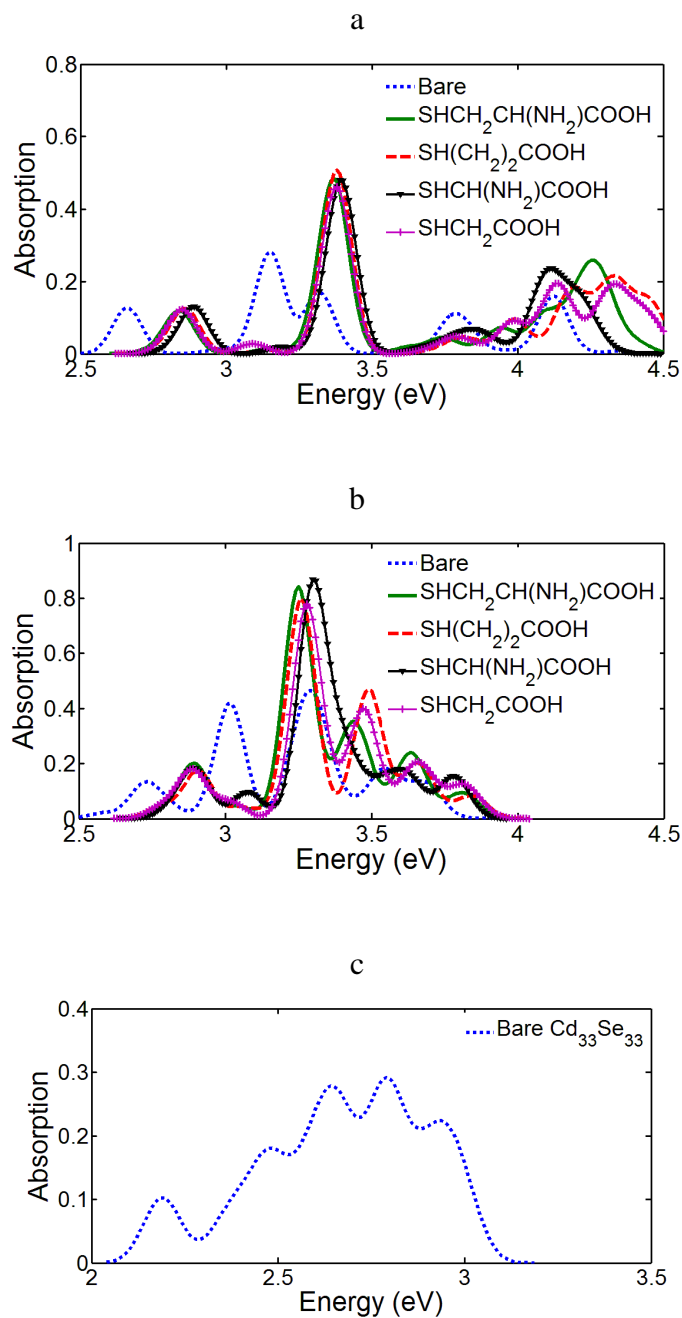 a
0.8
0.6
0.4
0.2
0
Absorption
Bare
SHCH₂CH(NH₂)COOH
SH(CH₂)₂COOH
SHCH(NH₂)COOH
SHCH₂COOH
2.5 3 3.5 4 4.5
Energy (eV)
b
1
0.8
0.6
0.4
0.2
0
Absorption
Bare
SHCH₂CH(NH₂)COOH
SH(CH₂)₂COOH
SHCH(NH₂)COOH
SHCH₂COOH
2.5 3 3.5 4 4.5
Energy (eV)
c
0.4
0.3
0.2
0.1
0
Absorption
Bare Cd₃₃Se₃₃
2 2.5 3 3.5
Energy (eV)